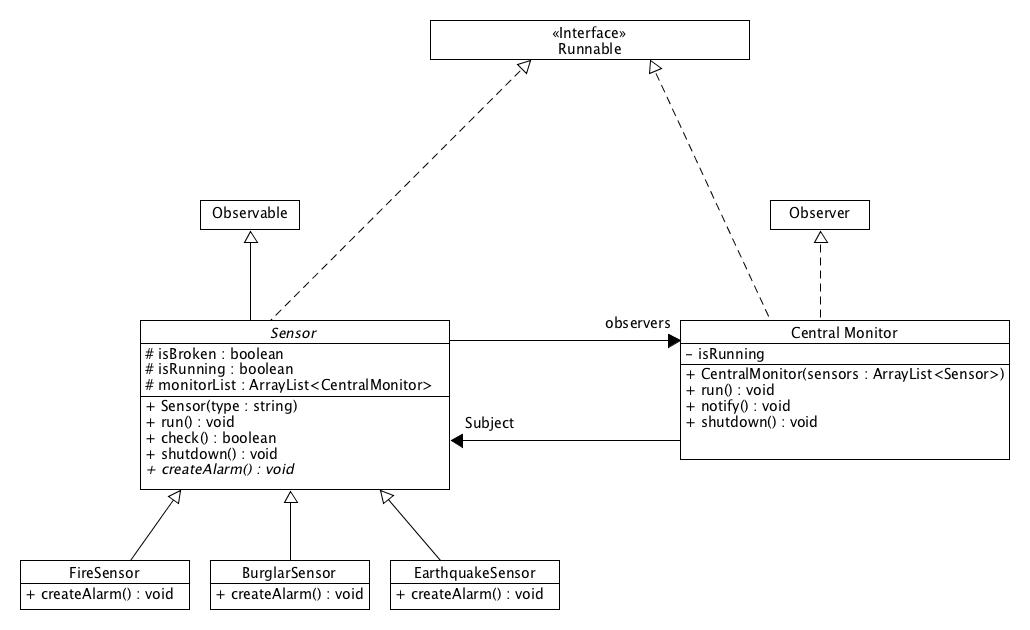 «Interface»
Runnable
Observable
Observer
Sensor
# isBroken : boolean
# isRunning : boolean
# monitorList : ArrayList<CentralMonitor>
+ Sensor(type : string)
+ run() : void
+ check() : boolean
+ shutdown() : void
+ createAlarm() : void
observers
Subject
Central Monitor
- isRunning
+ CentralMonitor(sensors : ArrayList<Sensor>)
+ run() : void
+ notify() : void
+ shutdown() : void
FireSensor
+ createAlarm() : void
BurglarSensor
+ createAlarm() : void
EarthquakeSensor
+ createAlarm() : void